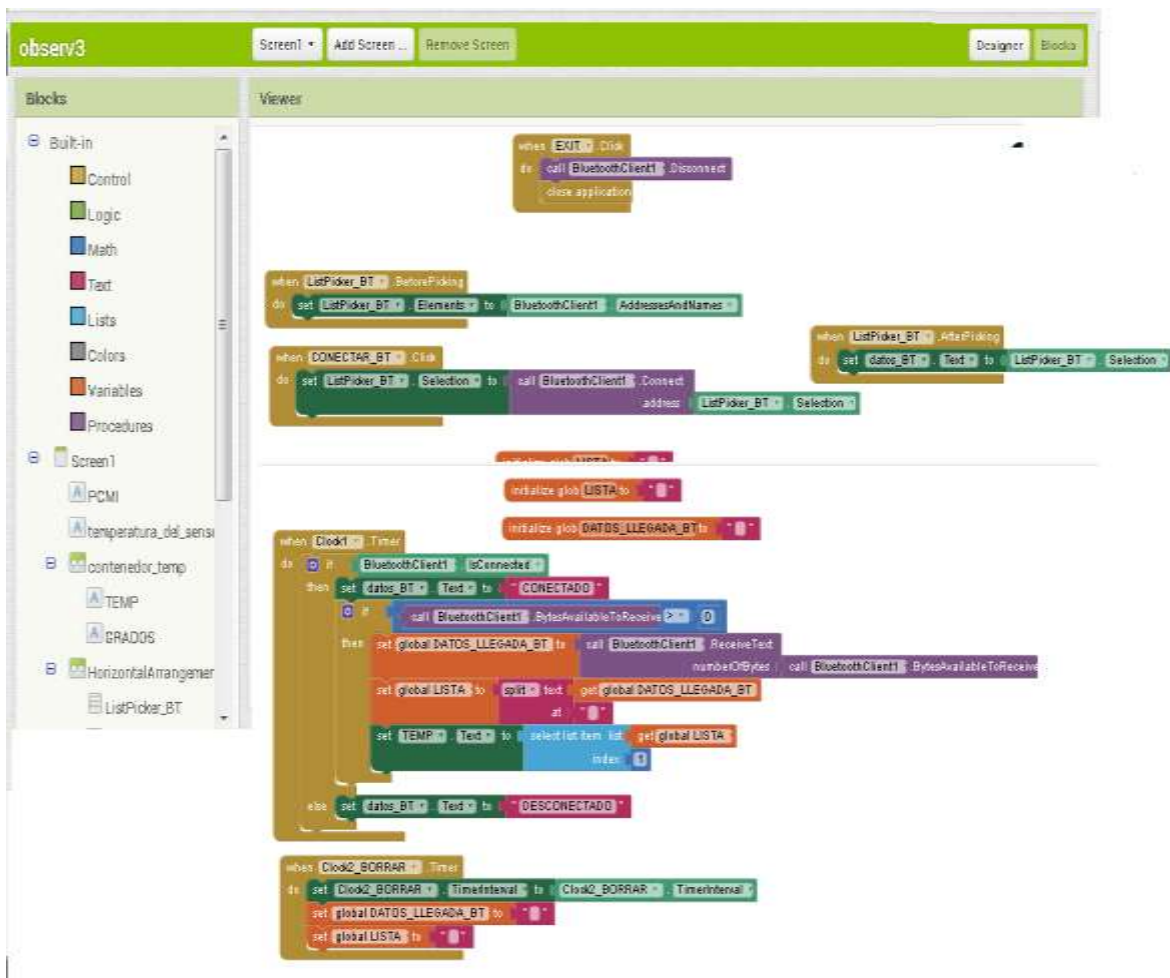 observ3
Screen1 Add Screen ... Remove Screen
Designer Blocks
Blocks
Viewer
Built-in
Control
Logic
Math
Text
Lists
Colors
Variables
Procedures
Screen1
PCMI
temperatura_del_sens
contenedor_temp
TEMP
GRADOS
HorizontalArrangemer
ListPicker_BT
when EXIT .Click
do call BluetoothClient1 .Disconnect
close application
when ListPicker_BT .BeforePicking
do set ListPicker_BT . Elements to BluetoothClient1 . AddressesAndNames
when ListPicker_BT .AfterPicking
do set datos_BT . Text to ListPicker_BT . Selection
when CONECTAR_BT .Click
do set ListPicker_BT . Selection to call BluetoothClient1 .Connect
address ListPicker_BT . Selection
initialize glob LISTA to " "
initialize glob DATOS_LLEGADA_BT to " "
when Clock1 .Timer
do if BluetoothClient1 . IsConnected
then set datos_BT . Text to " CONECTADO "
if call BluetoothClient1 .BytesAvailableToReceive > 0
then set global DATOS_LLEGADA_BT to call BluetoothClient1 .ReceiveText
numberOfBytes call BluetoothClient1 .BytesAvailableToReceive
set global LISTA to split text get global DATOS_LLEGADA_BT
at " "
set TEMP . Text to select list item list get global LISTA
index 1
else set datos_BT . Text to " DESCONECTADO "
when Clock2_BORRAR .Timer
do set Clock2_BORRAR . TimerInterval to Clock2_BORRAR . TimerInterval
set global DATOS_LLEGADA_BT to " "
set global LISTA to " "